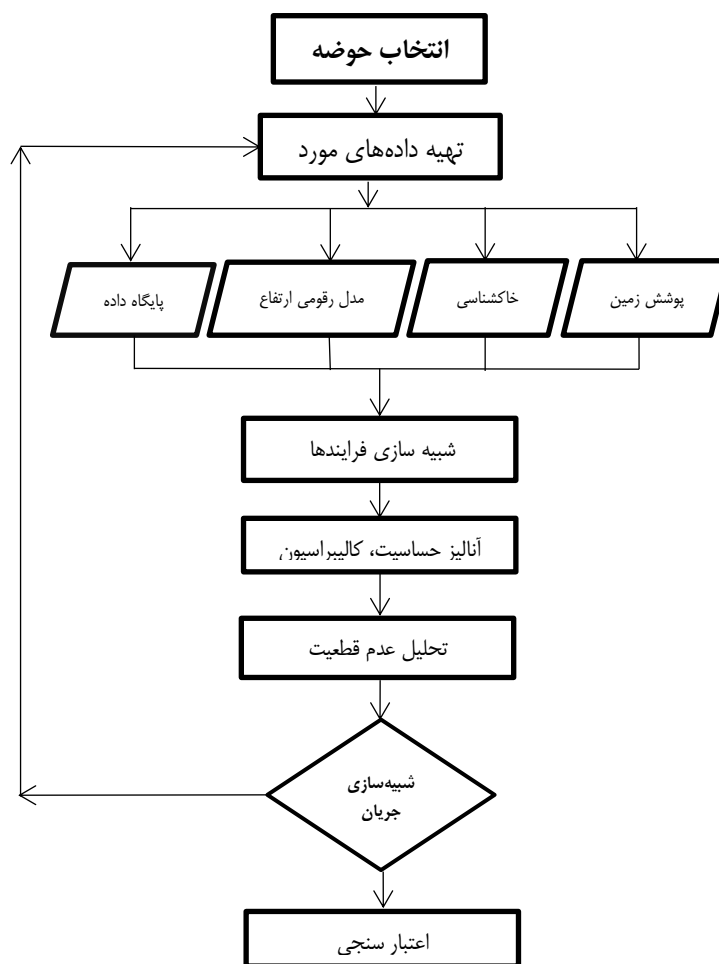 انتخاب حوضه
تهیه داده‌های مورد
پوشش زمین
خاکشناسی
مدل رقومی ارتفاع
پایگاه داده
شبیه سازی فرایندها
آنالیز حساسیت، کالیبراسیون
تحلیل عدم قطعیت
شبیه‌سازی
جریان
اعتبار سنجی